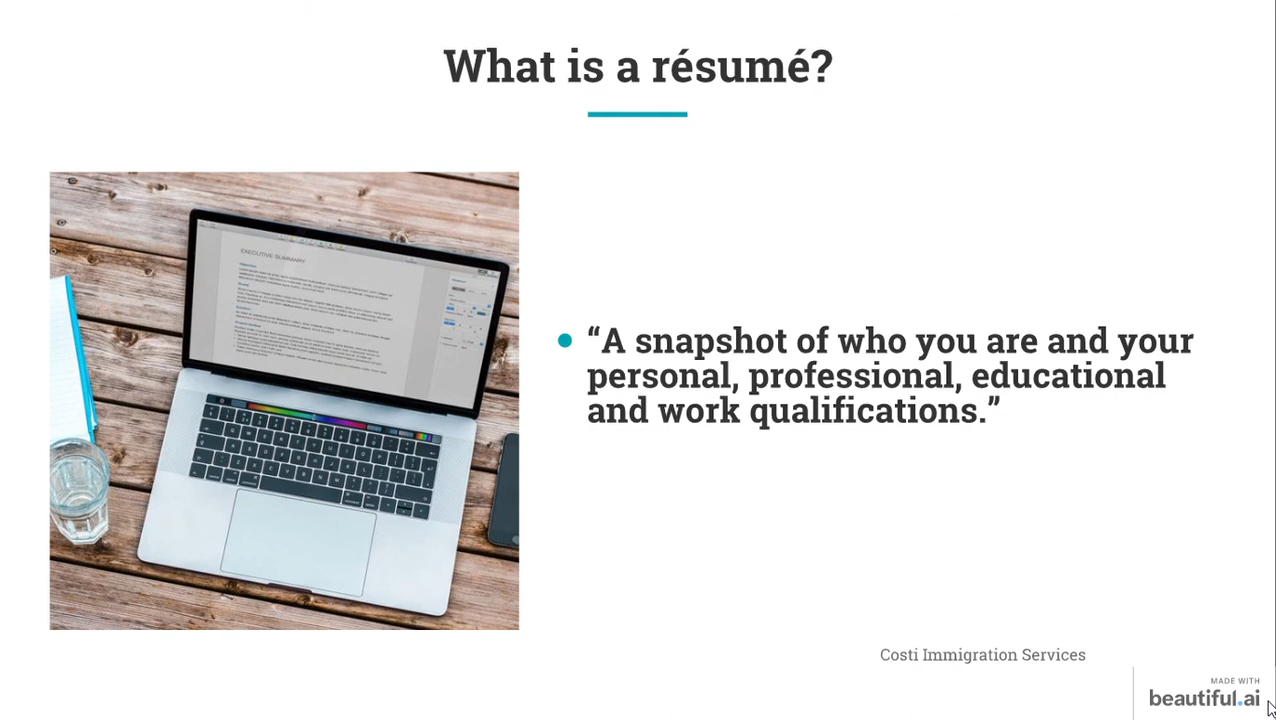 What is a résumé?
EXECUTIVE SUMMARY
“A snapshot of who you are and your
personal, professional, educational
and work qualifications.”
Costi Immigration Services
MADE WITH
beautiful.ai